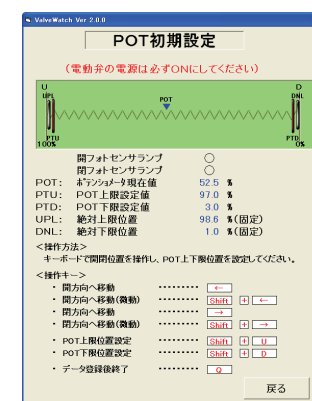 ValveWatch Ver 2.0.0
POT初期設定
(電動弁の電源は必ずONにしてください)
U D
UPL POT DNL
PTU PTD
100% 0%
開フォトセンサランプ ○
閉フォトセンサランプ ○
POT: ポテンショメータ現在値 52.5 %
PTU: POT上限設定値 97.0 %
PTD: POT下限設定値 3.0 %
UPL: 絶対上限位置 98.6 %(固定)
DNL: 絶対下限位置 1.0 %(固定)
<操作方法>
キーボードで開閉位置を操作し、POT上下限位置を設定してください。
<操作キー>
・ 開方向へ移動 ········· ←
・ 開方向へ移動(微動) ········· Shift + ←
・ 閉方向へ移動 ········· →
・ 閉方向へ移動(微動) ········· Shift + →
・ POT上限位置設定 ········· Shift + U
・ POT下限位置設定 ········· Shift + D
・ データ登録後終了 ········· Q
戻る